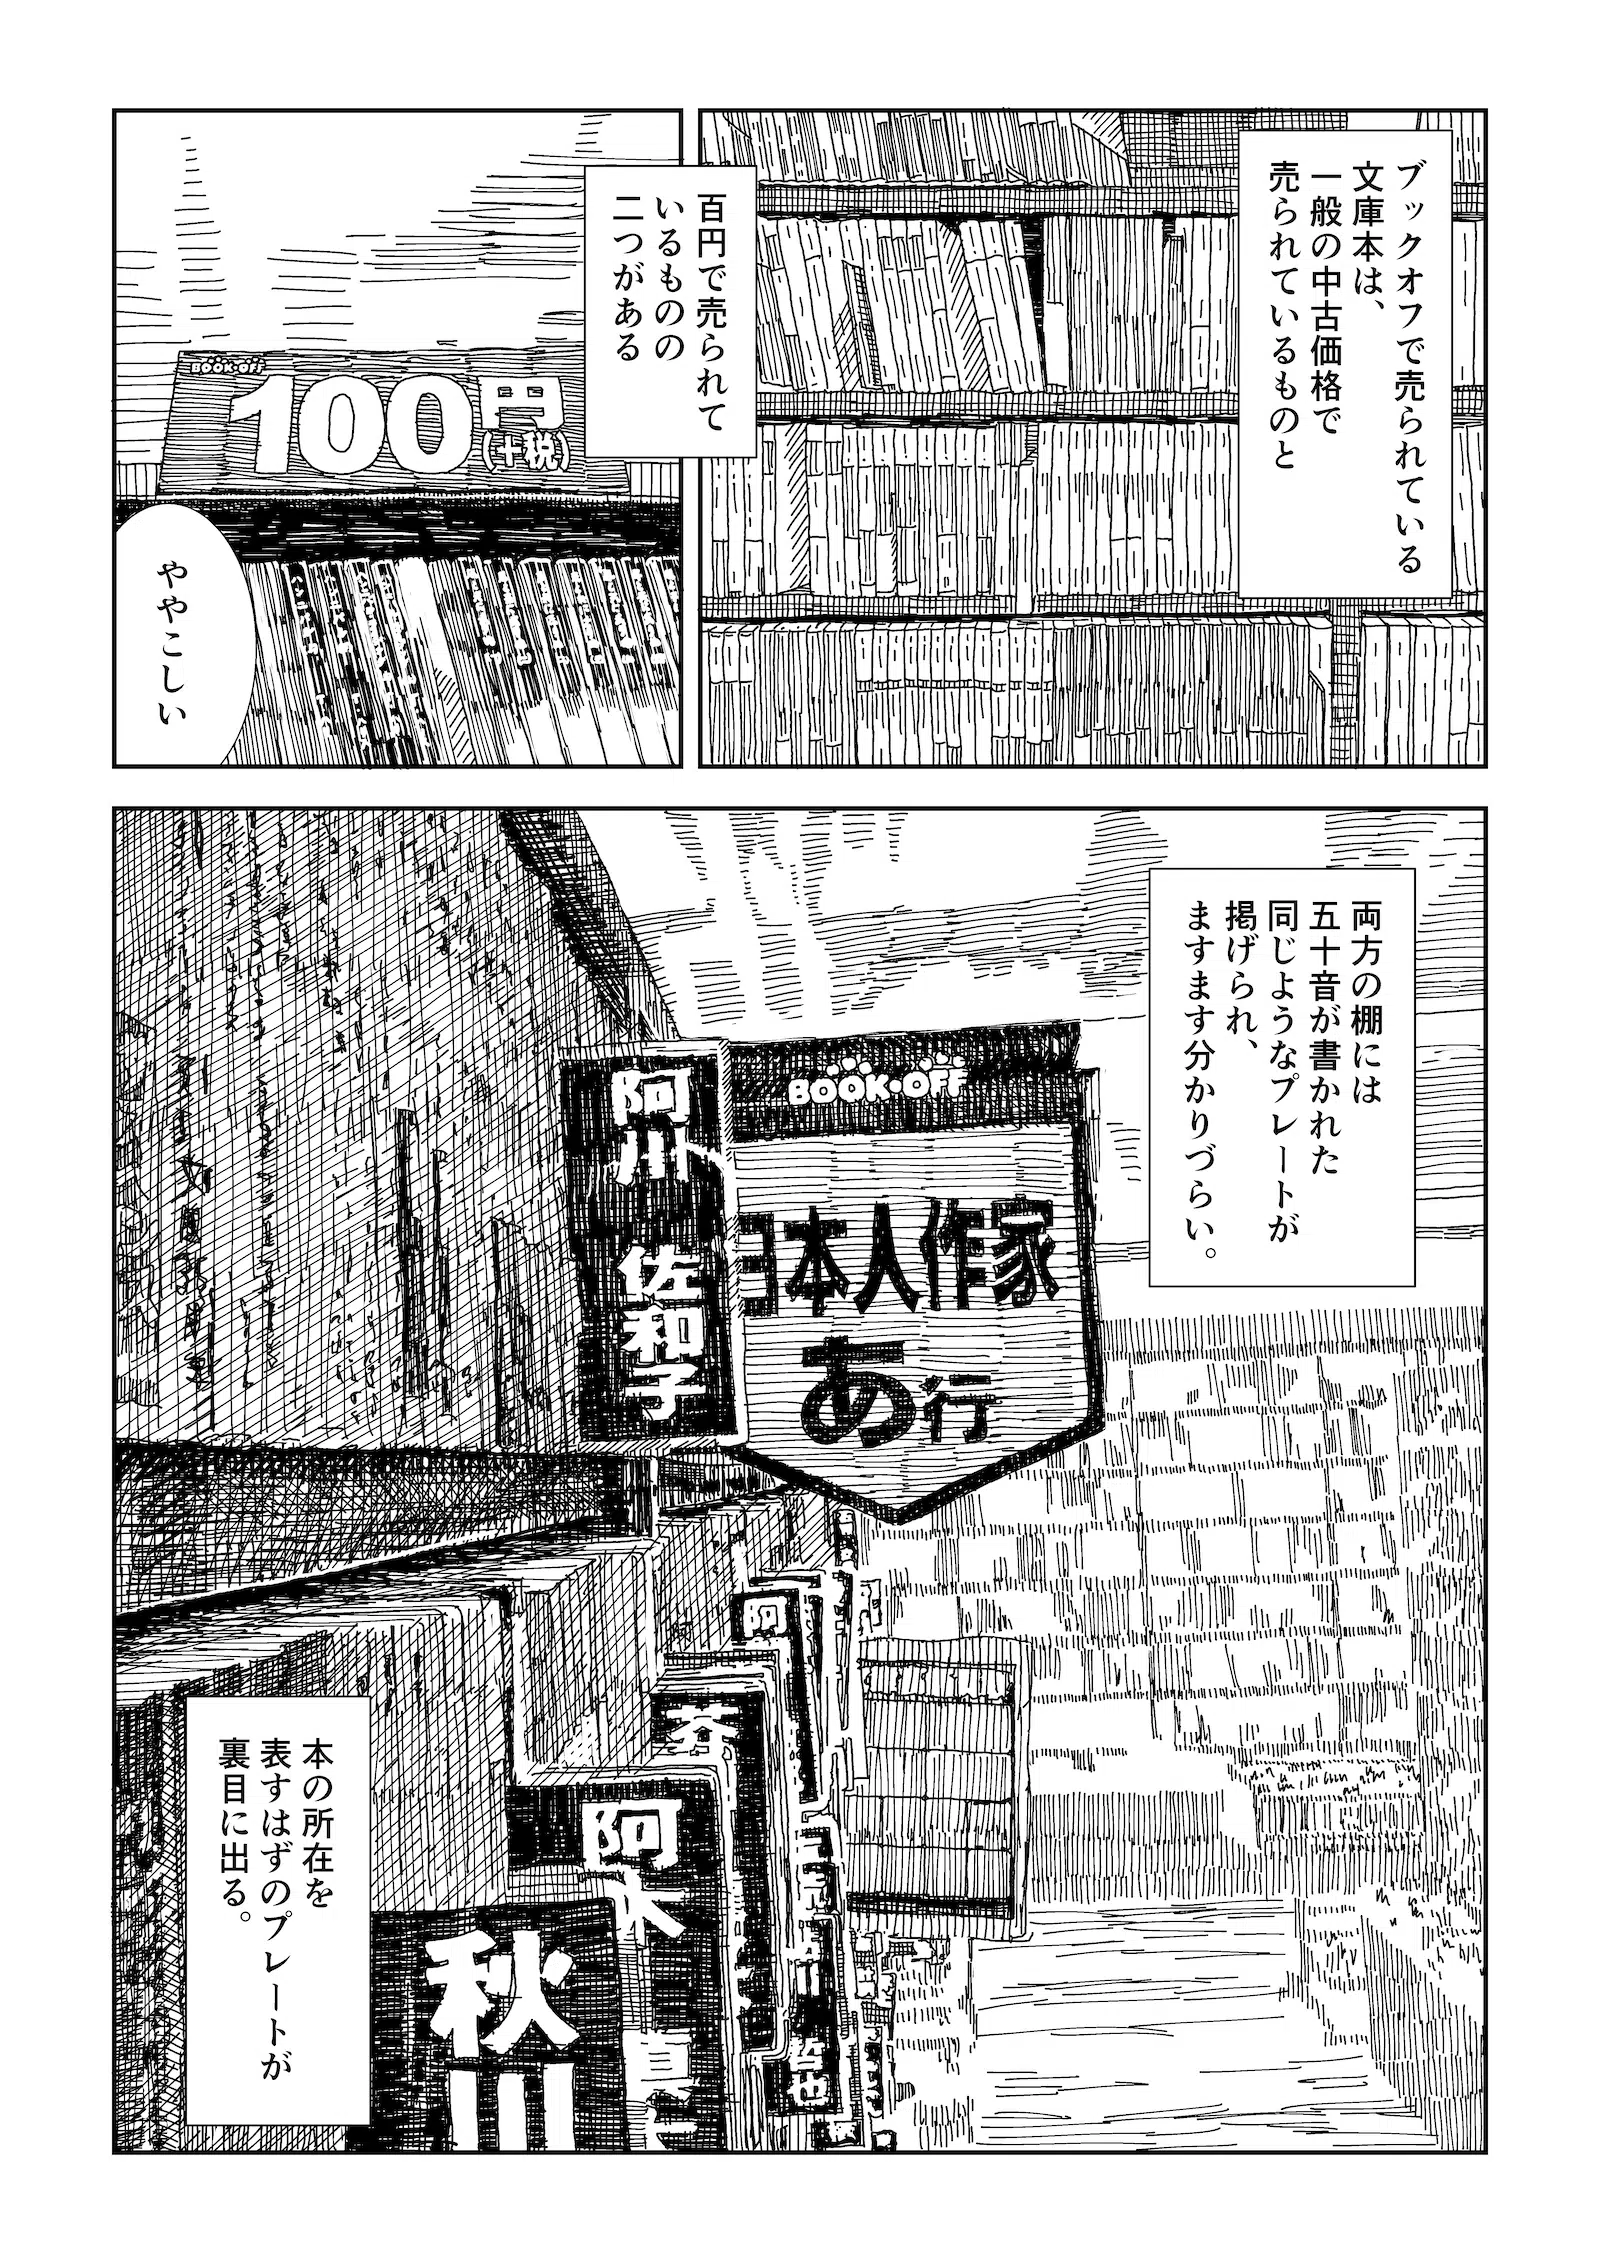 ブックオフで売られている
文庫本は、
一般の中古価格で
売られているものと
百円で売られて
いるものの
二つがある
BOOK・OFF
100円
(+税)
ややこしい
両方の棚には
五十音が書かれた
同じようなプレートが
掲げられ、
ますます分かりづらい。
BOOK・OFF
日本人作家
あ行
阿川
佐和子
阿
阿木
秋川
哲也
本の所在を
表すはずのプレートが
裏目に出る。